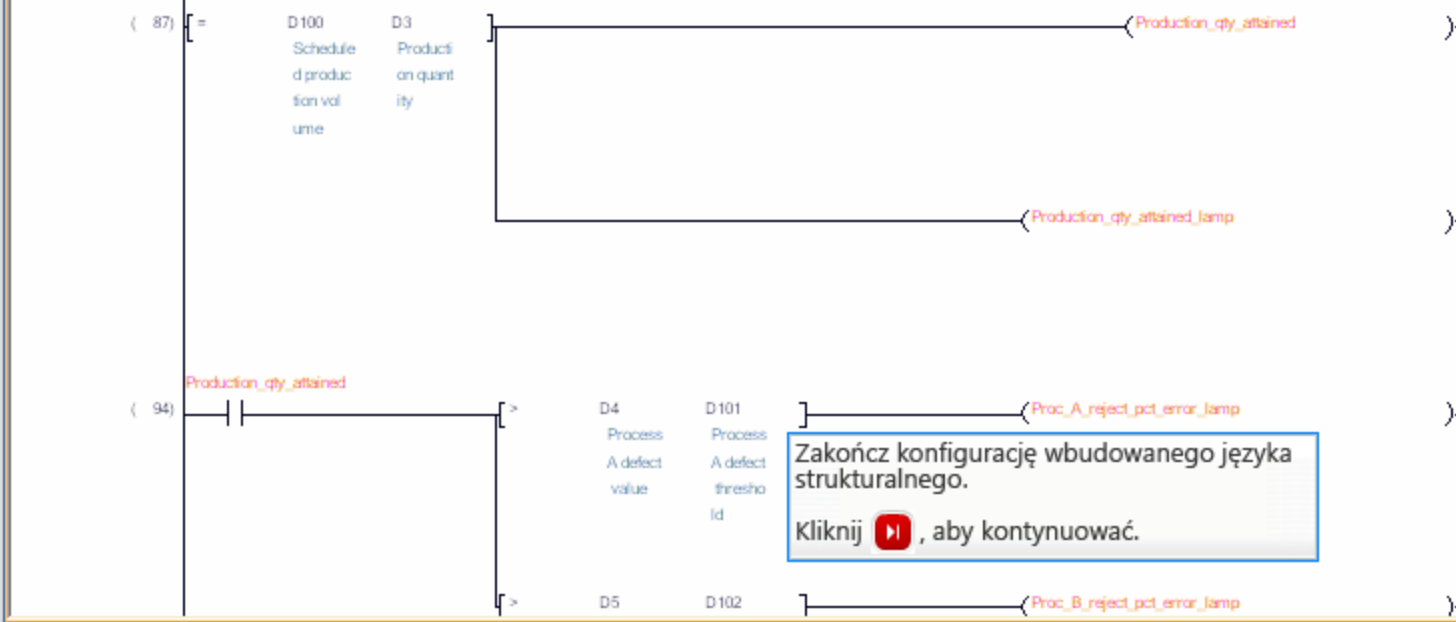 ( 87) [ = D100 D3 ] ( Production_qty_attained )
Schedule Producti
d produc on quant
tion vol ity
ume
( Production_qty_attained_lamp )
Production_qty_attained
( 94) [ > D4 D101 ] ( Proc_A_reject_pct_error_lamp )
Process Process
A defect A defect
value thresho
ld
Zakończ konfigurację wbudowanego języka
strukturalnego.
Kliknij , aby kontynuować.
[ > D5 D102 ] ( Proc_B_reject_pct_error_lamp )